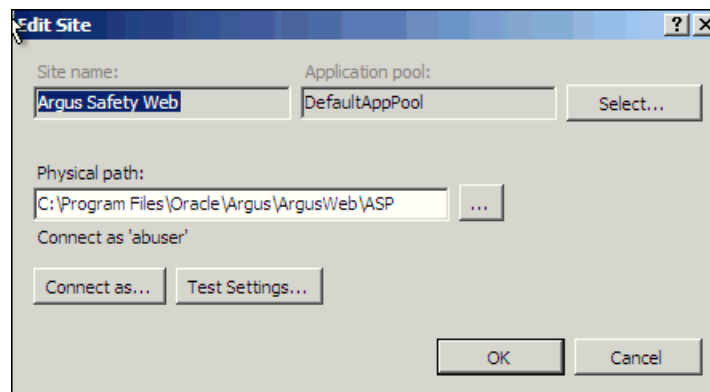 Edit Site
? X
Site name: Application pool:
Argus Safety Web DefaultAppPool Select...
Physical path:
C:\Program Files\Oracle\Argus\ArgusWeb\ASP ...
Connect as 'abuser'
Connect as... Test Settings...
OK Cancel